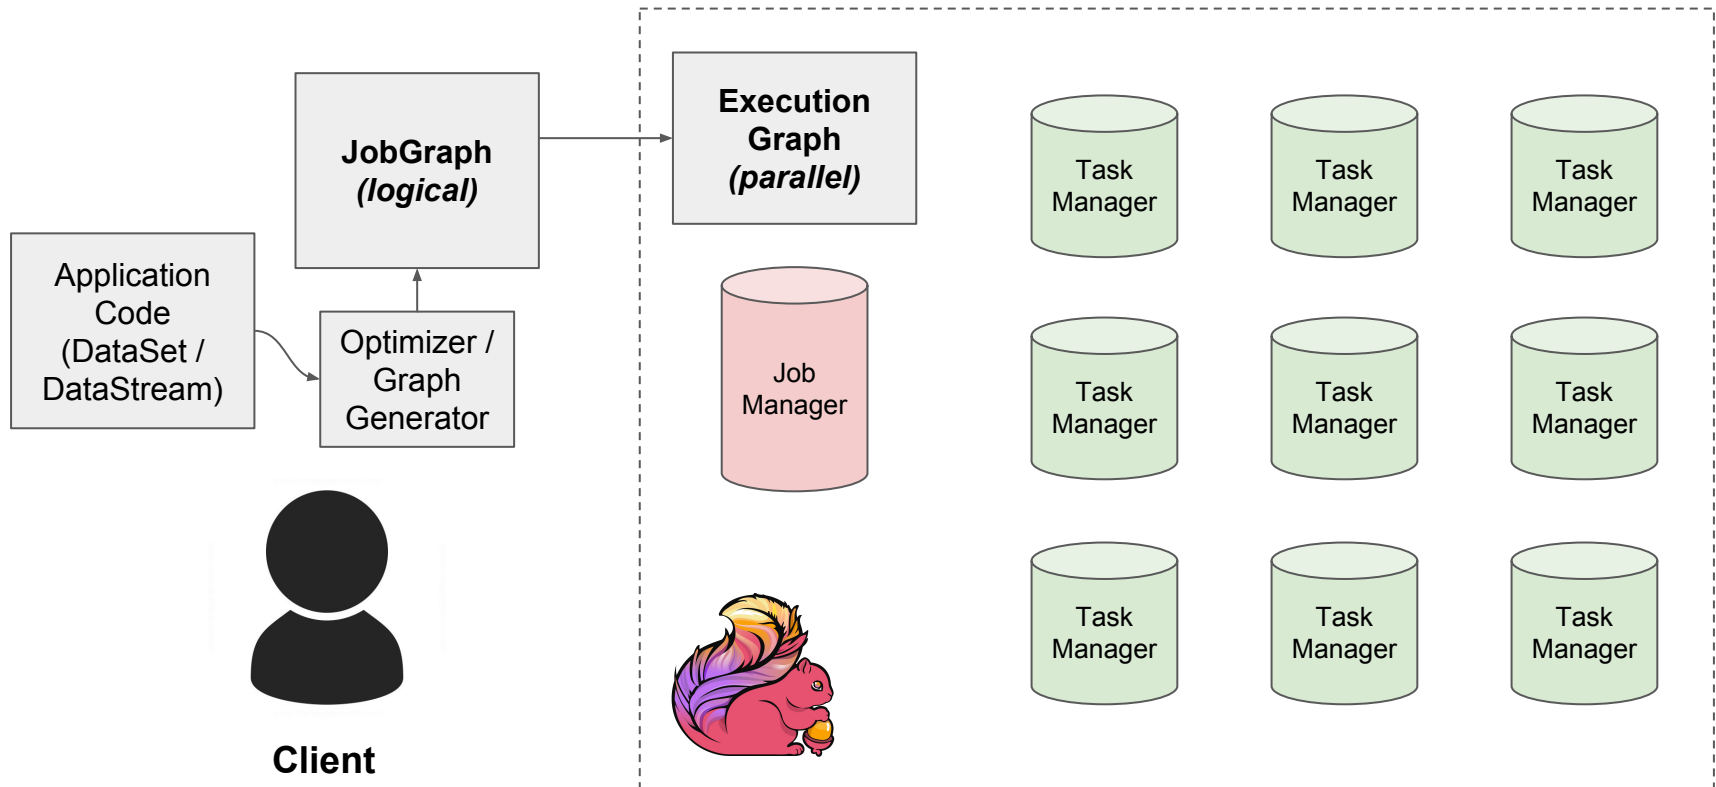 Application
Code
(DataSet /
DataStream)
Optimizer /
Graph
Generator
JobGraph
(logical)
Client
Execution
Graph
(parallel)
Job
Manager
Task
Manager
Task
Manager
Task
Manager
Task
Manager
Task
Manager
Task
Manager
Task
Manager
Task
Manager
Task
Manager